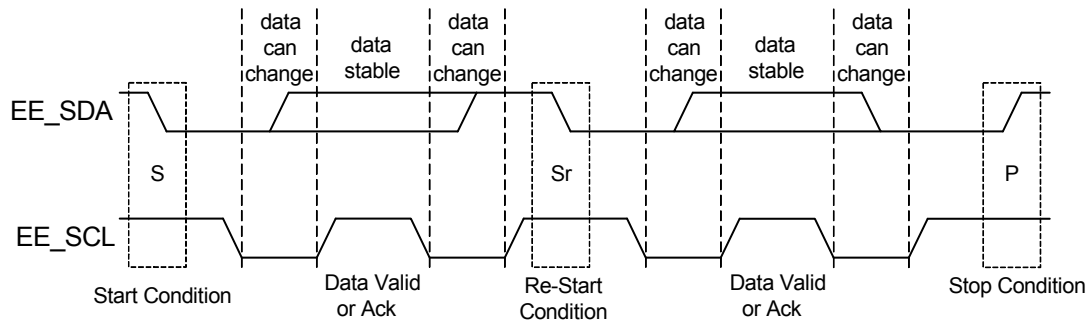 data
can
change
data
stable
data
can
change
data
can
change
data
stable
data
can
change
EE_SDA
S
Sr
P
EE_SCL
Start Condition
Data Valid
or Ack
Re-Start
Condition
Data Valid
or Ack
Stop Condition